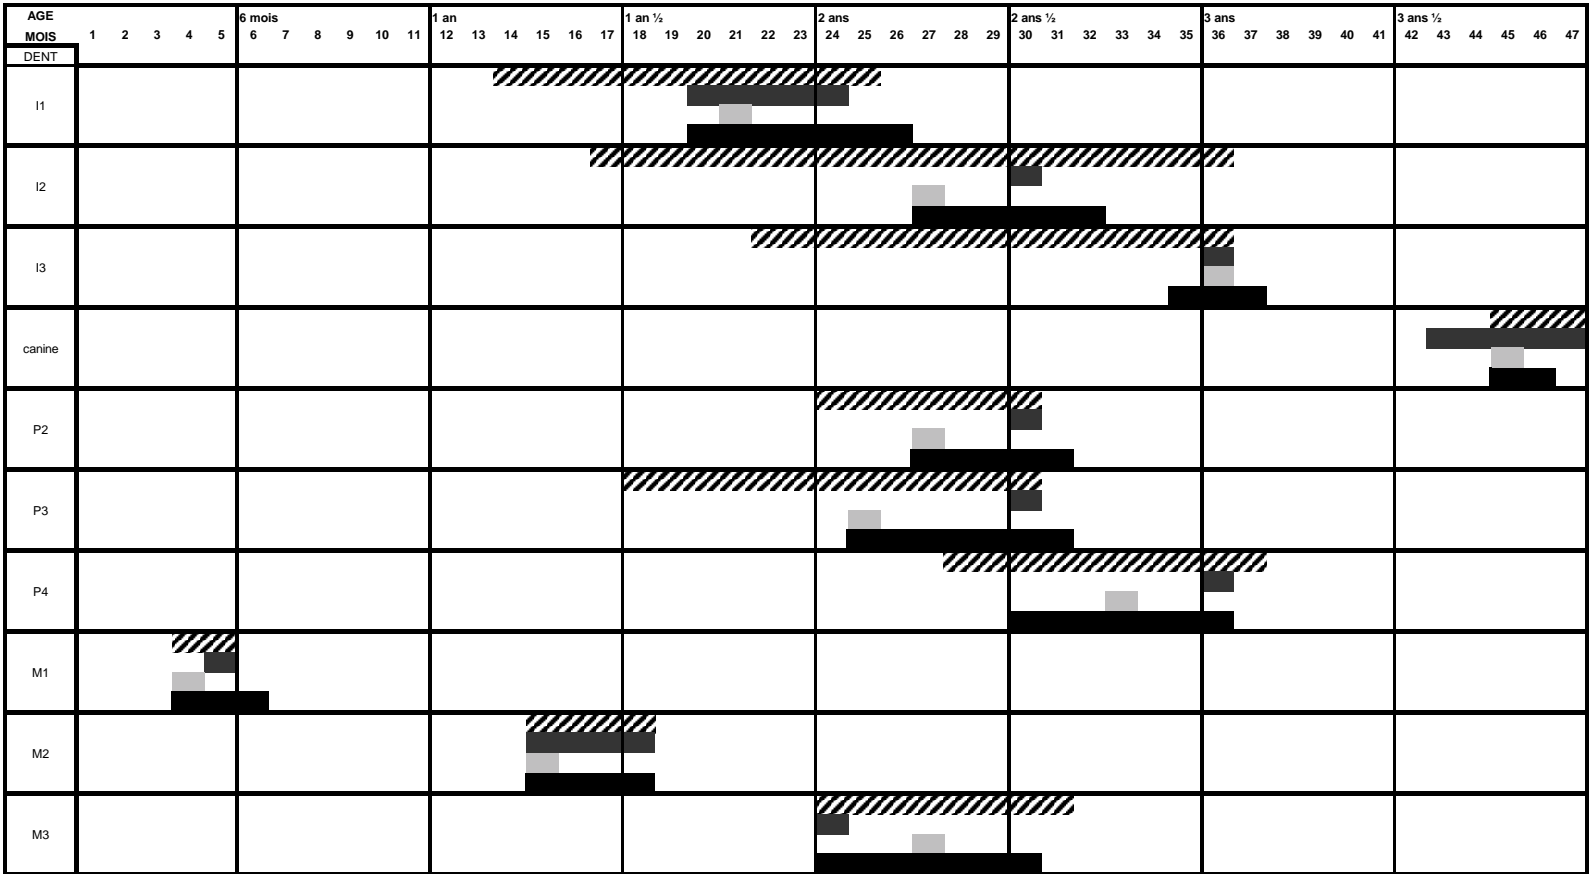 AGE 6 mois 1 an 1 an ½ 2 ans 2 ans ½ 3 ans 3 ans ½
MOIS 1 2 3 4 5 6 7 8 9 10 11 12 13 14 15 16 17 18 19 20 21 22 23 24 25 26 27 28 29 30 31 32 33 34 35 36 37 38 39 40 41 42 43 44 45 46 47
DENT
I1
I2
I3
canine
P2
P3
P4
M1
M2
M3